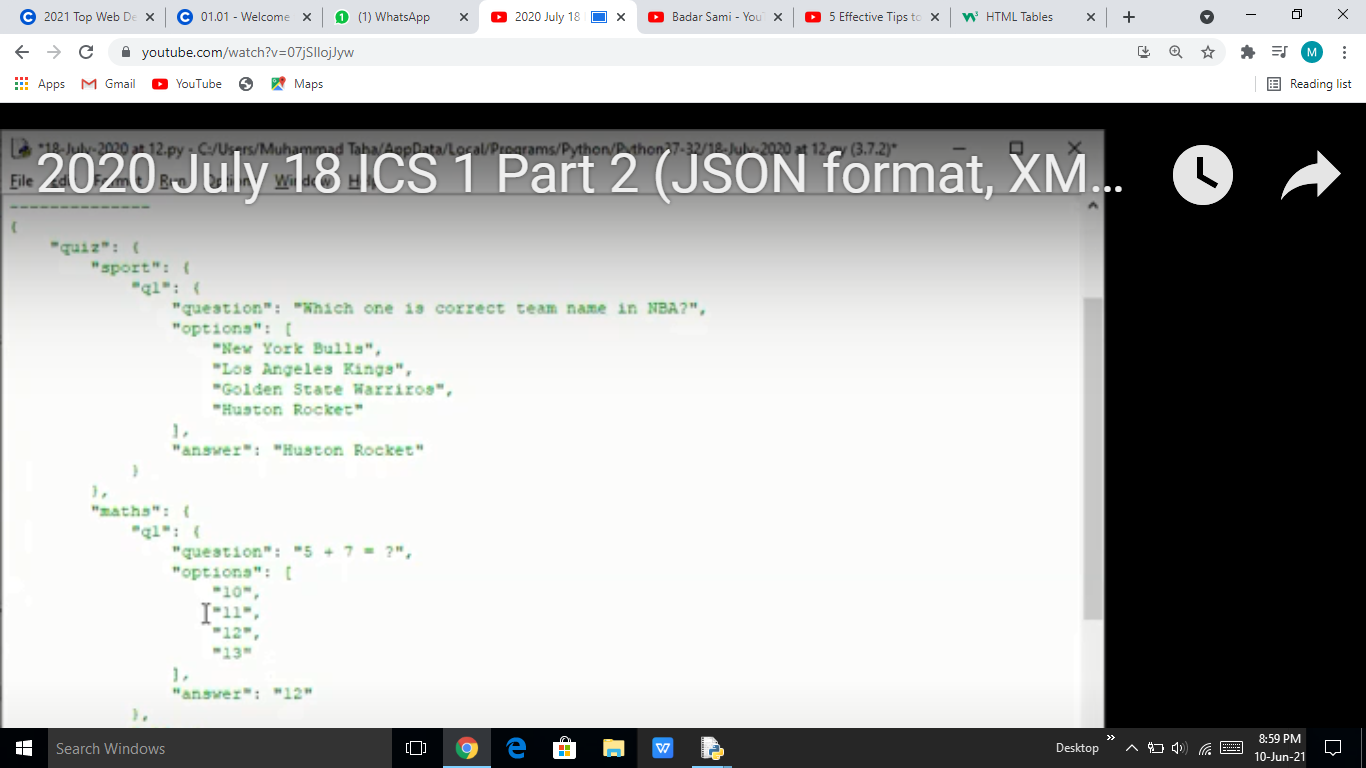 2021 Top Web De
01.01 - Welcome
(1) WhatsApp
2020 July 18
Badar Sami - You
5 Effective Tips to
HTML Tables
youtube.com/watch?v=07jSIIojJyw
M
Apps
Gmail
YouTube
Maps
Reading list
*18-July-2020 at 12.py - C:/Users/Muhammad Taba/AppData/Local/Programs/Python/Python37-32/18-July-2020 at 12.py (3.7.2)*
2020 July 18 ICS 1 Part 2 (JSON format, XM...
File Edit Format Run Options Window Help
--------------
{
"quiz": {
"sport": {
"q1": {
"question": "Which one is correct team name in NBA?",
"options": [
"New York Bulls",
"Los Angeles Kings",
"Golden State Warriros",
"Huston Rocket"
],
"answer": "Huston Rocket"
}
},
"maths": {
"q1": {
"question": "5 + 7 = ?",
"options": [
"10",
"11",
"12",
"13"
],
"answer": "12"
},
Search Windows
W
Desktop
8:59 PM
10-Jun-21